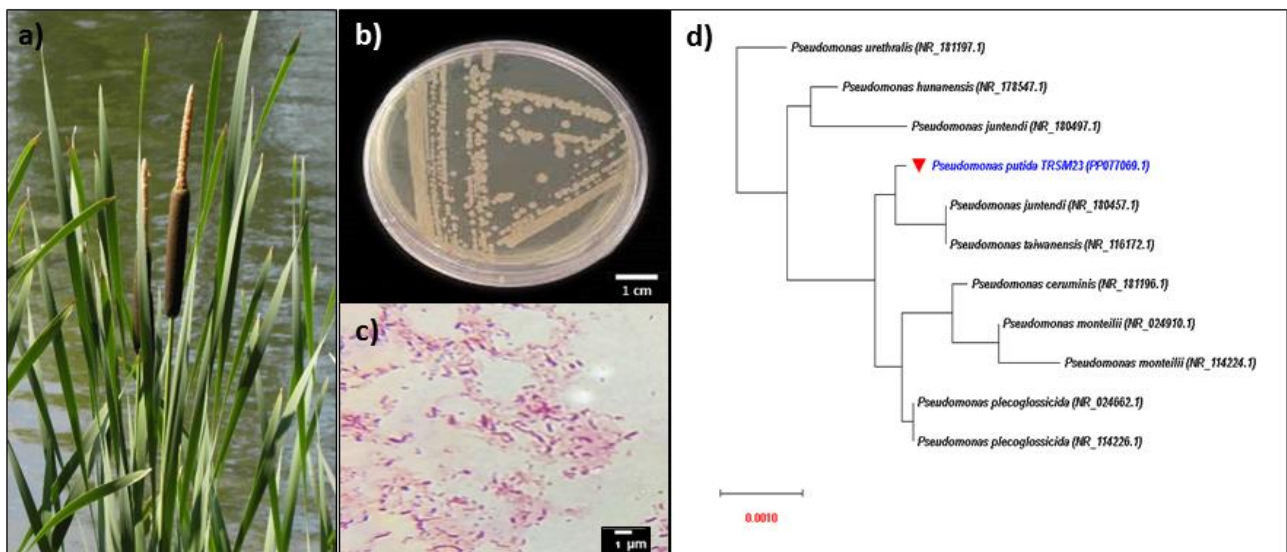 a)
b)
1 cm
c)
1 µm
d)
Pseudomonas urethralis (NR_181197.1)
Pseudomonas hunanensis (NR_178547.1)
Pseudomonas juntendi (NR_180497.1)
Pseudomonas putida TRSM23 (PP077069.1)
Pseudomonas juntendi (NR_180457.1)
Pseudomonas taiwanensis (NR_116172.1)
Pseudomonas ceruminis (NR_181196.1)
Pseudomonas monteilii (NR_024910.1)
Pseudomonas monteilii (NR_114224.1)
Pseudomonas plecoglossicida (NR_024662.1)
Pseudomonas plecoglossicida (NR_114226.1)
0.0010